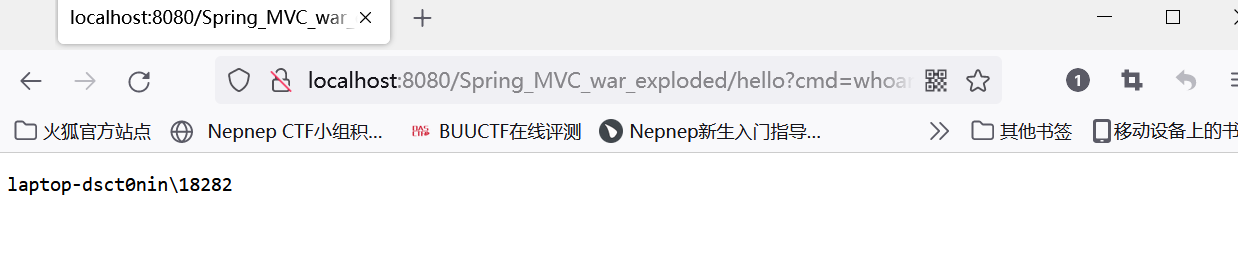 localhost:8080/Spring_MVC_war_
localhost:8080/Spring_MVC_war_exploded/hello?cmd=whoar
1
火狐官方站点 Nepnep CTF小组积... BUUCTF在线评测 Nepnep新生入门指导... 其他书签 移动设备上的书
laptop-dsct0nin\18282